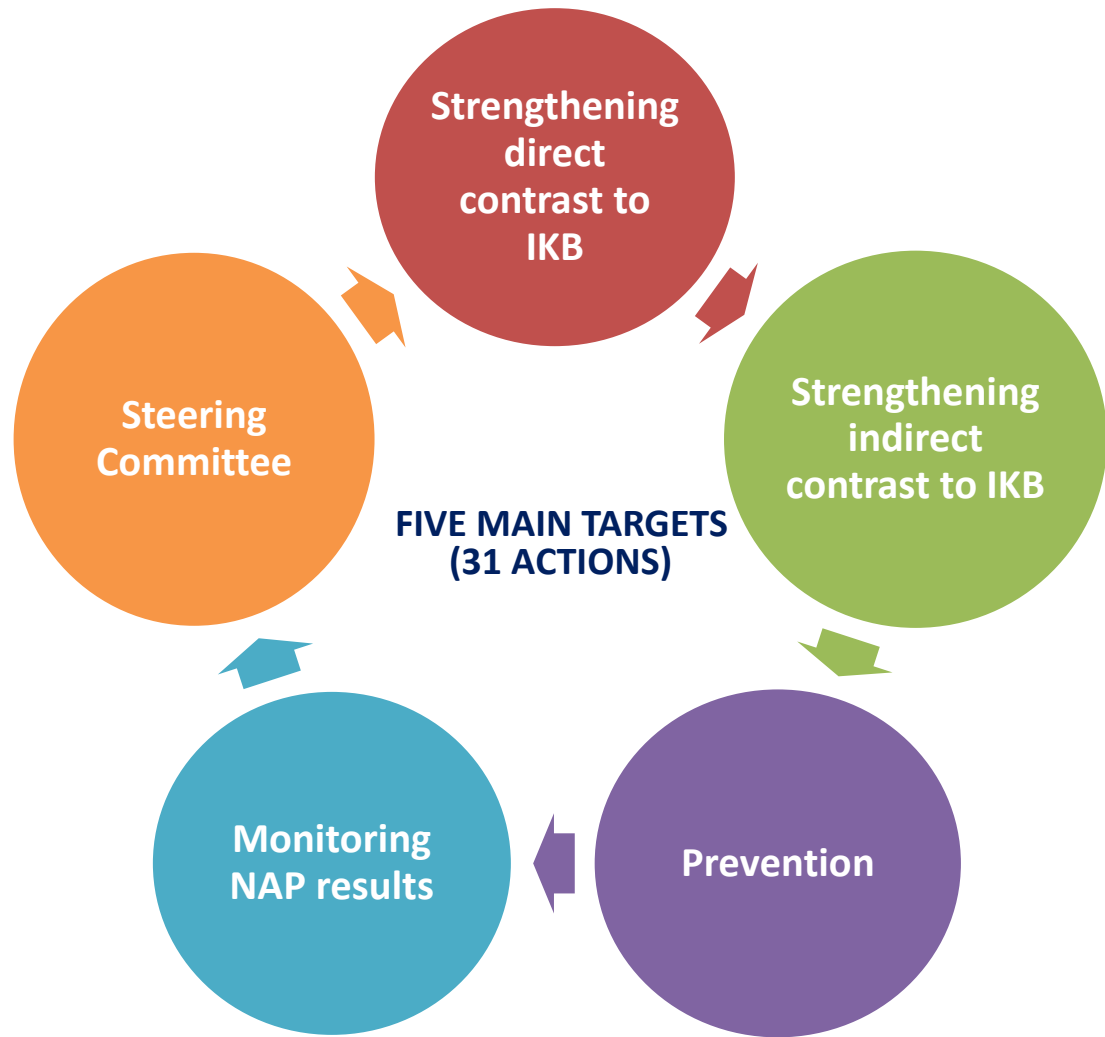 Strengthening
direct
contrast to
IKB
Strengthening
indirect
contrast to IKB
Prevention
Monitoring
NAP results
Steering
Committee
FIVE MAIN TARGETS
(31 ACTIONS)